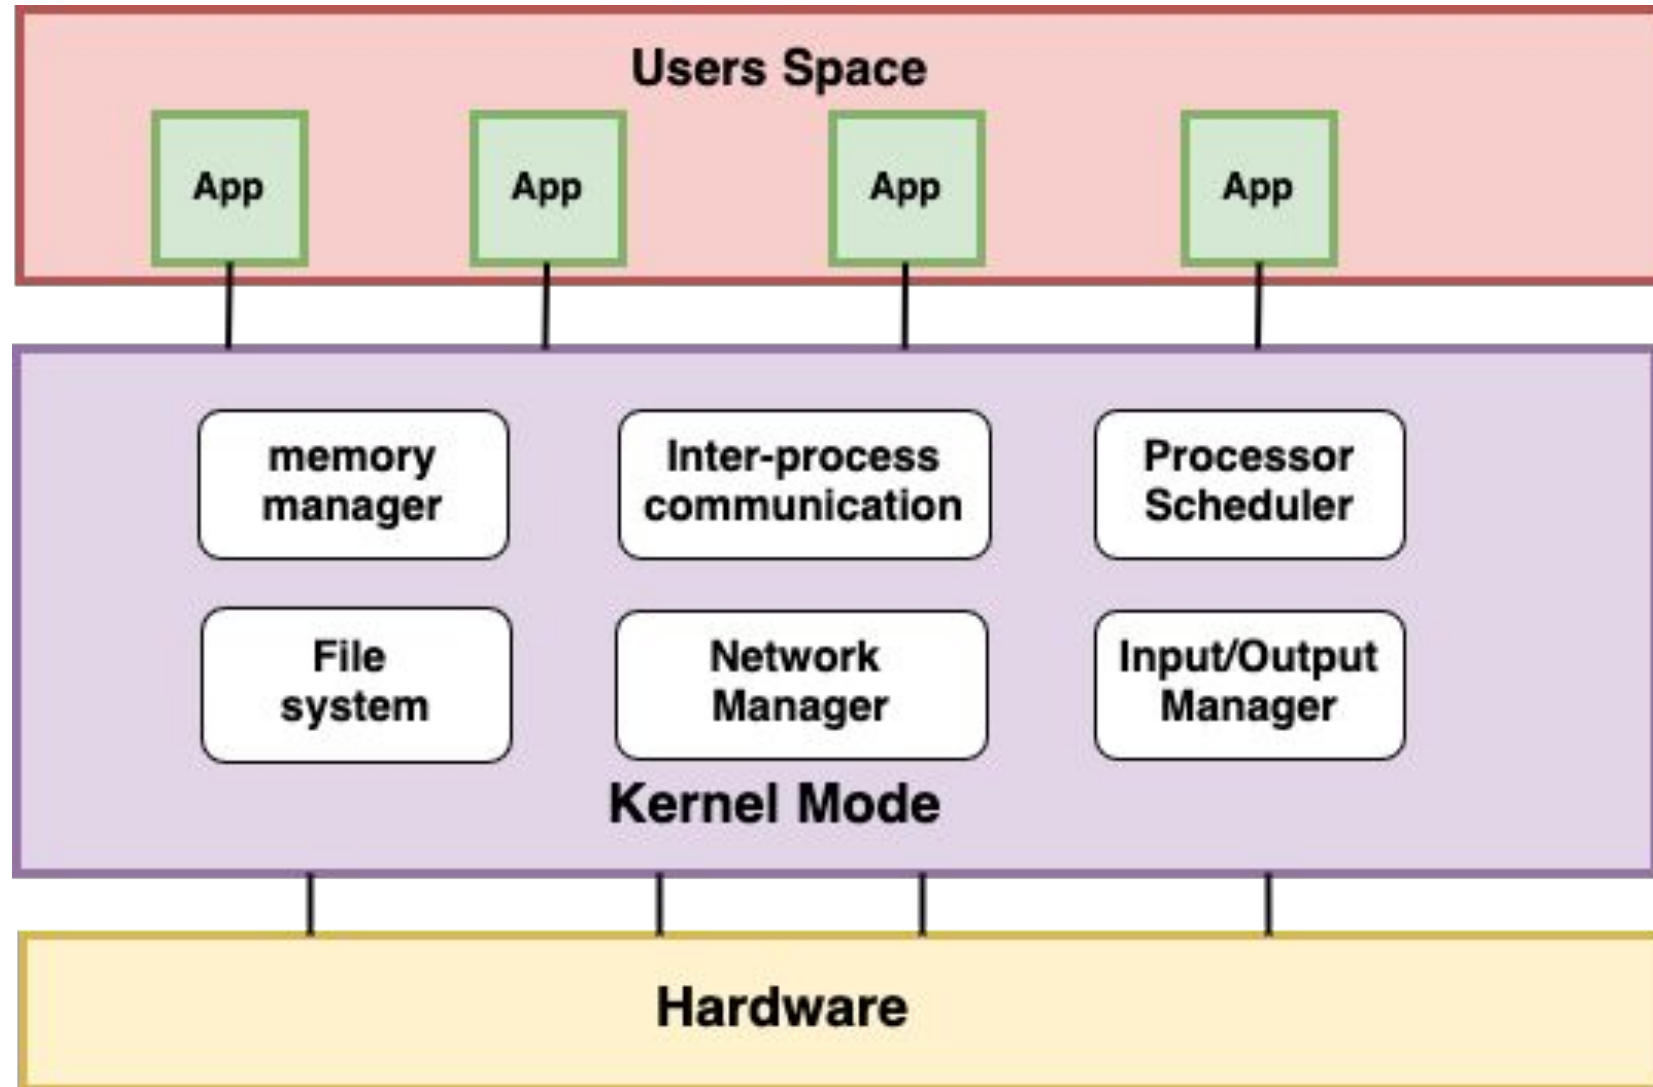 Users Space
App
App
App
App
memory
manager
Inter-process
communication
Processor
Scheduler
File
system
Network
Manager
Input/Output
Manager
Kernel Mode
Hardware